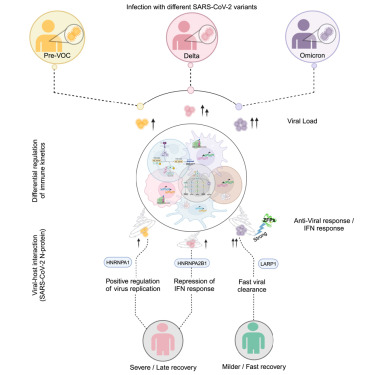 Infection with different SARS-CoV-2 variants
Pre-VOC
Delta
Omicron
Viral Load
Differential regulation
of immune kinetics
Anti-Viral response /
IFN response
ZFPs
Strong
Viral-host interaction
(SARS-CoV-2 N-protein)
HNRNPA1
HNRNPA2B1
LARP1
Positive regulation
of virus replication
Repression of
IFN response
Fast viral
clearance
Severe / Late recovery
Milder / Fast recovery